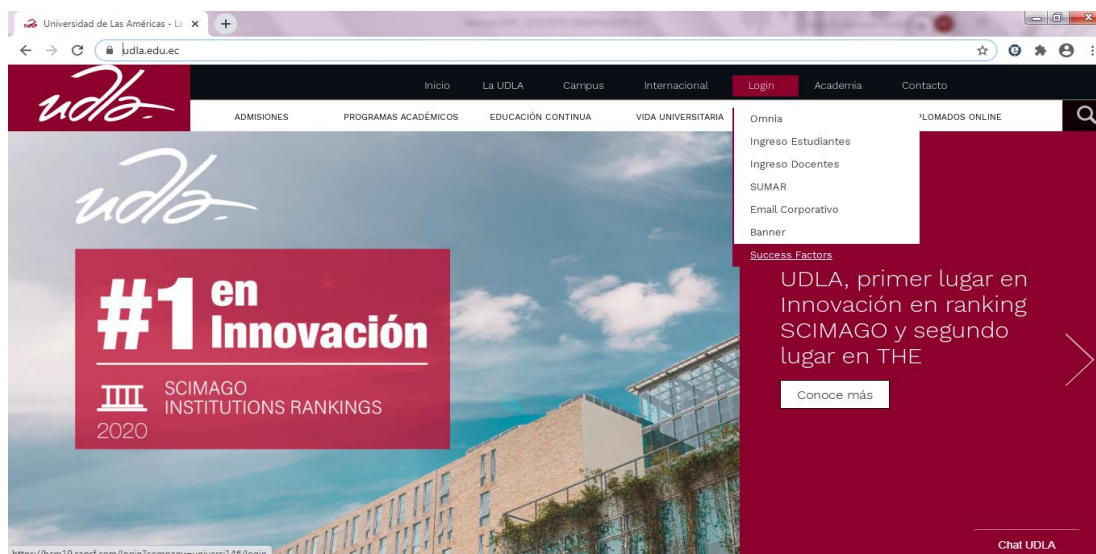 Universidad de Las Américas - La
udla.edu.ec
udla-
Inicio La UDLA Campus Internacional Login Academia Contacto
ADMISIONES PROGRAMAS ACADÉMICOS EDUCACIÓN CONTINUA VIDA UNIVERSITARIA PLOMADOS ONLINE
Omnia
Ingreso Estudiantes
Ingreso Docentes
SUMAR
Email Corporativo
Banner
Success Factors
udla-
#1 en
Innovación
SCIMAGO
INSTITUTIONS RANKINGS
2020
UDLA, primer lugar en
Innovación en ranking
SCIMAGO y segundo
lugar en THE
Conoce más
Chat UDLA